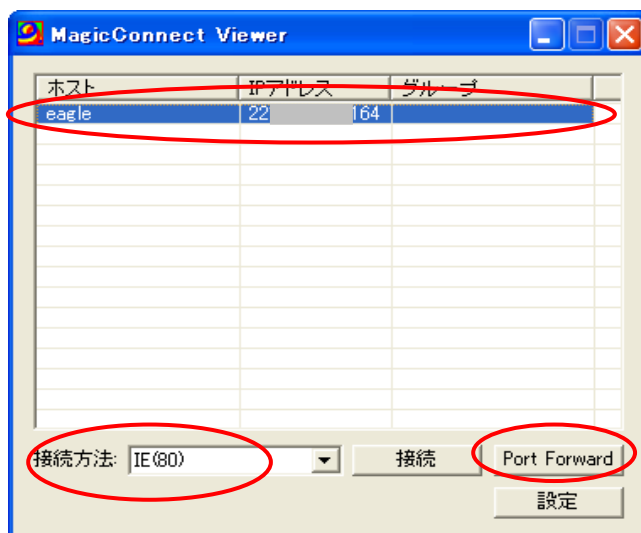 MagicConnect Viewer
ホスト IPアドレス グループ
eagle 22 164
接続方法: IE(80) 接続 Port Forward
設定